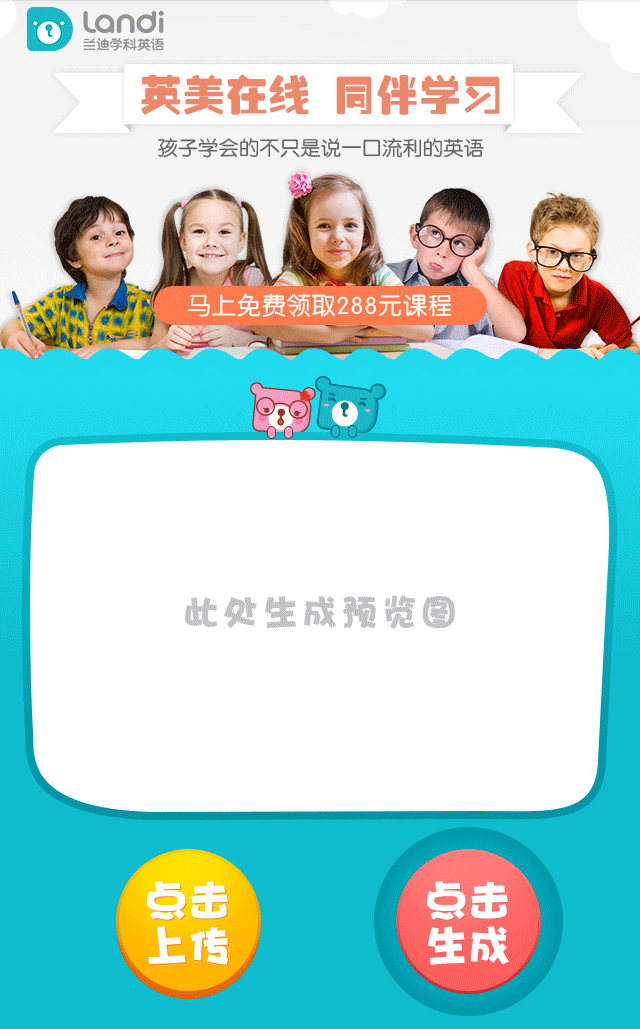 Landi
兰迪学科英语
英美在线 同伴学习
孩子学会的不只是说一口流利的英语
马上免费领取288元课程
此处生成预览图
点击
上传
点击
生成